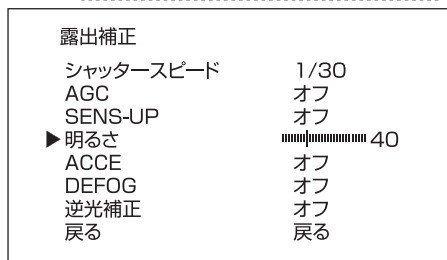 露出補正
シャッタースピード 1/30
AGC オフ
SENS-UP オフ
▶明るさ 40
ACCE オフ
DEFOG オフ
逆光補正 オフ
戻る 戻る